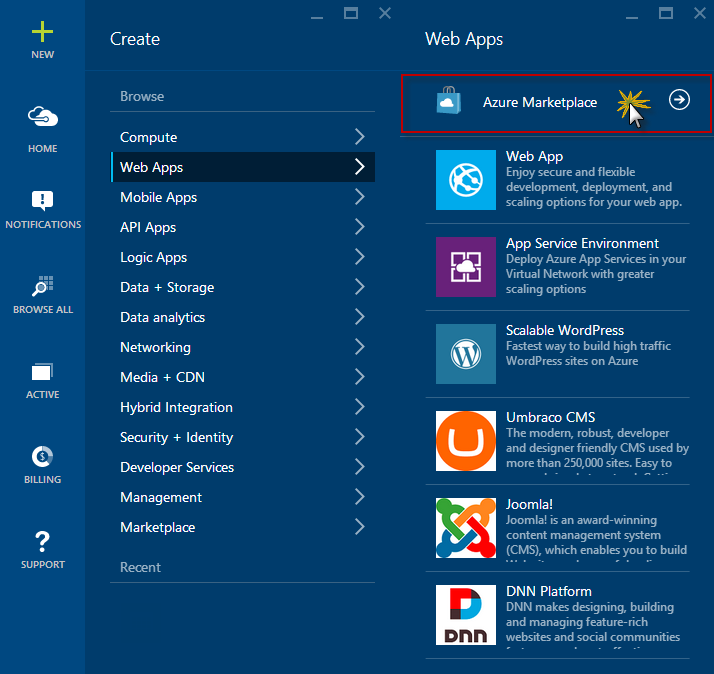 NEW
HOME
NOTIFICATIONS
BROWSE ALL
ACTIVE
BILLING
SUPPORT
Create
Browse
Compute
Web Apps
Mobile Apps
API Apps
Logic Apps
Data + Storage
Data analytics
Networking
Media + CDN
Hybrid Integration
Security + Identity
Developer Services
Management
Marketplace
Recent
Web Apps
Azure Marketplace
Web App
Enjoy secure and flexible
development, deployment, and
scaling options for your web app.
App Service Environment
Deploy Azure App Services in your
Virtual Network with greater
scaling options
Scalable WordPress
Fastest way to build high traffic
WordPress sites on Azure
Umbraco CMS
The modern, robust, developer
and designer friendly CMS used by
more than 250,000 sites. Easy to
Joomla!
Joomla! is an award-winning
content management system
(CMS), which enables you to build
DNN Platform
DNN makes designing, building
and managing feature-rich
websites and social communities
DNN